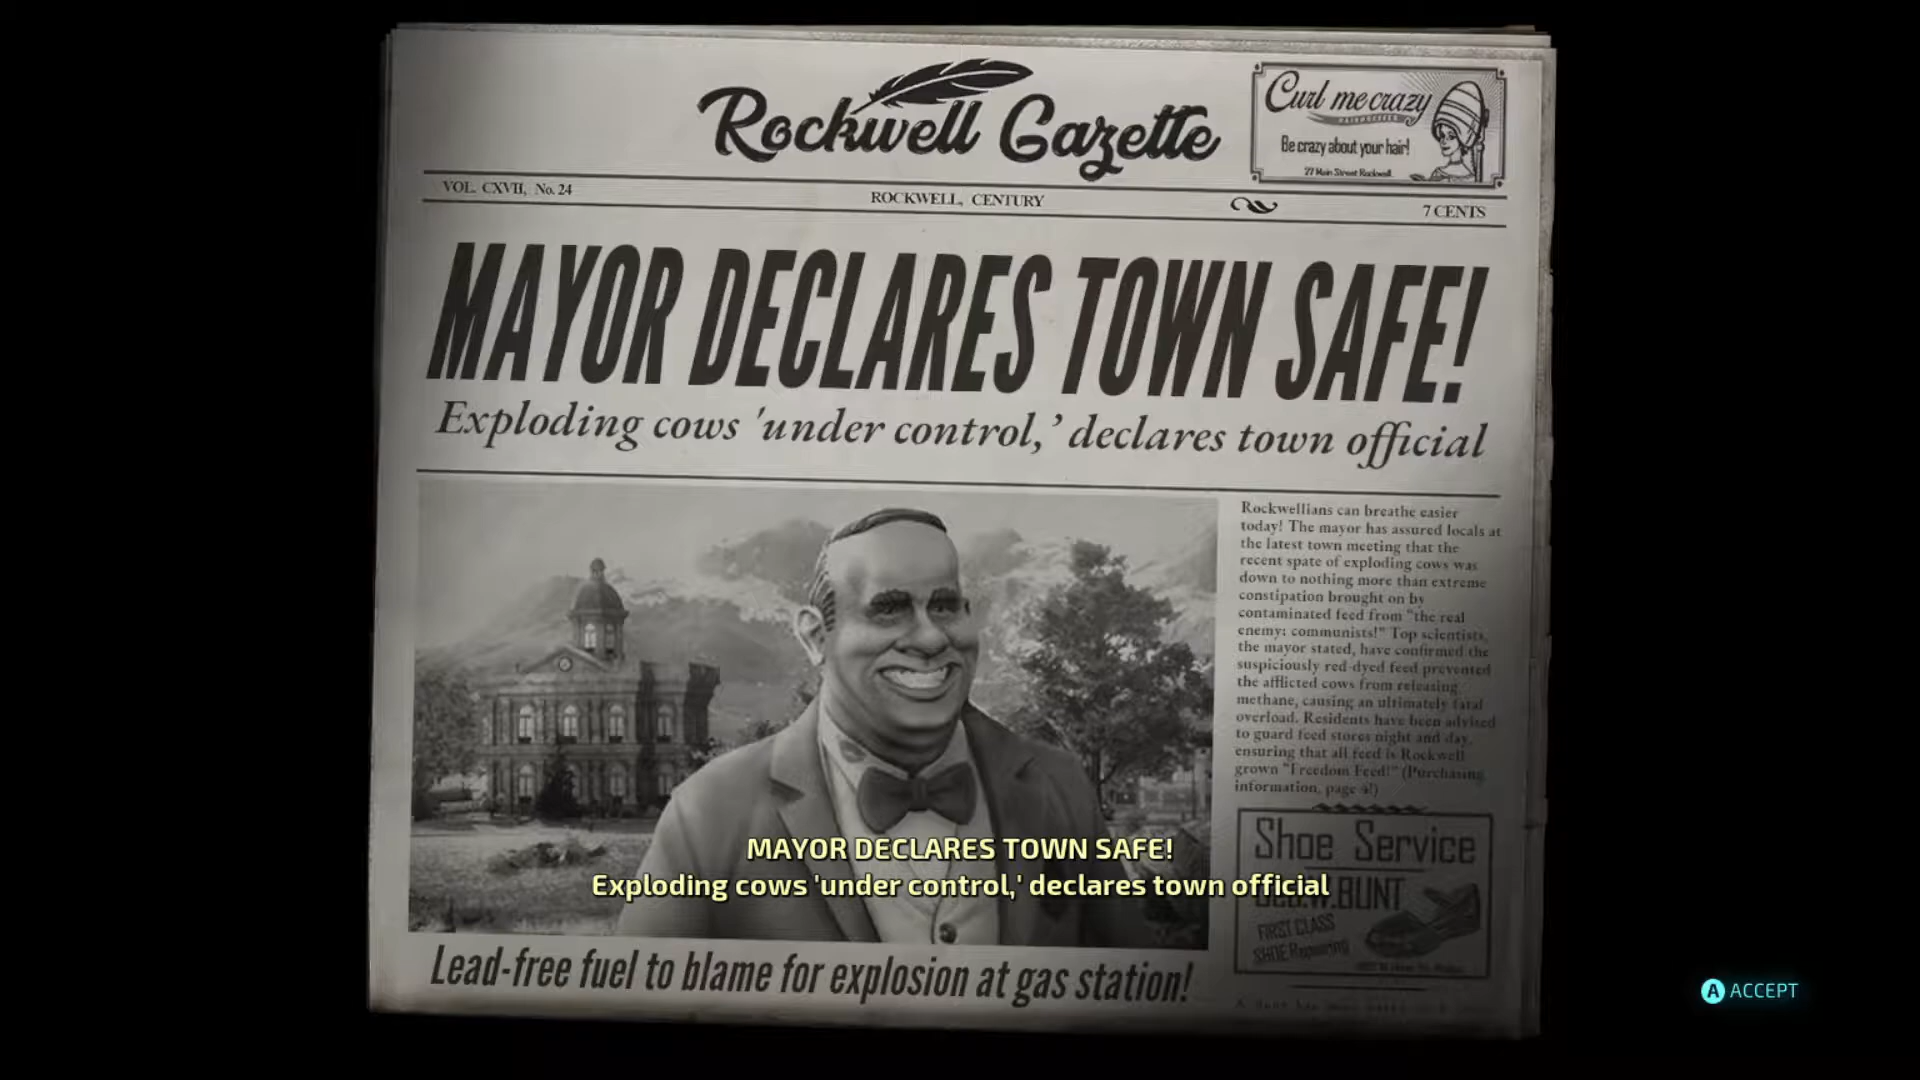 Rockwell Gazette
Curl me crazy
HAIRDRESSER
Be crazy about your hair!
27 Main Street Rockwell
VOL. CXVII, No. 24
ROCKWELL, CENTURY
7 CENTS
MAYOR DECLARES TOWN SAFE!
Exploding cows 'under control,' declares town official
Rockwellians can breathe easier
today! The mayor has assured locals at
the latest town meeting that the
recent spate of exploding cows was
down to nothing more than extreme
constipation brought on by
contaminated feed from "the real
enemy: communists!" Top scientists,
the mayor stated, have confirmed the
suspiciously red-dyed feed prevented
the afflicted cows from releasing
methane, causing an ultimately fatal
overload. Residents have been advised
to guard feed stores night and day,
ensuring that all feed is Rockwell
grown "Freedom Feed!" (Purchasing
information, page 4!)
Shoe Service
GEO.W.BUNT
FIRST CLASS
SHOE Repairing
MAYOR DECLARES TOWN SAFE!
Exploding cows 'under control,' declares town official
Lead-free fuel to blame for explosion at gas station!
A ACCEPT